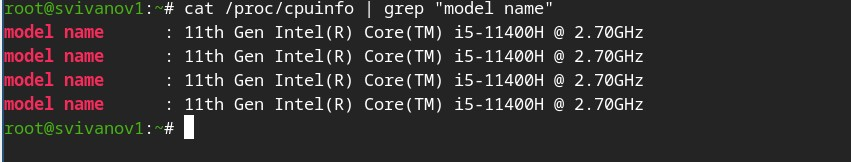 root@svivanov1:~# cat /proc/cpuinfo | grep "model name"
model name      : 11th Gen Intel(R) Core(TM) i5-11400H @ 2.70GHz
model name      : 11th Gen Intel(R) Core(TM) i5-11400H @ 2.70GHz
model name      : 11th Gen Intel(R) Core(TM) i5-11400H @ 2.70GHz
model name      : 11th Gen Intel(R) Core(TM) i5-11400H @ 2.70GHz
root@svivanov1:~#